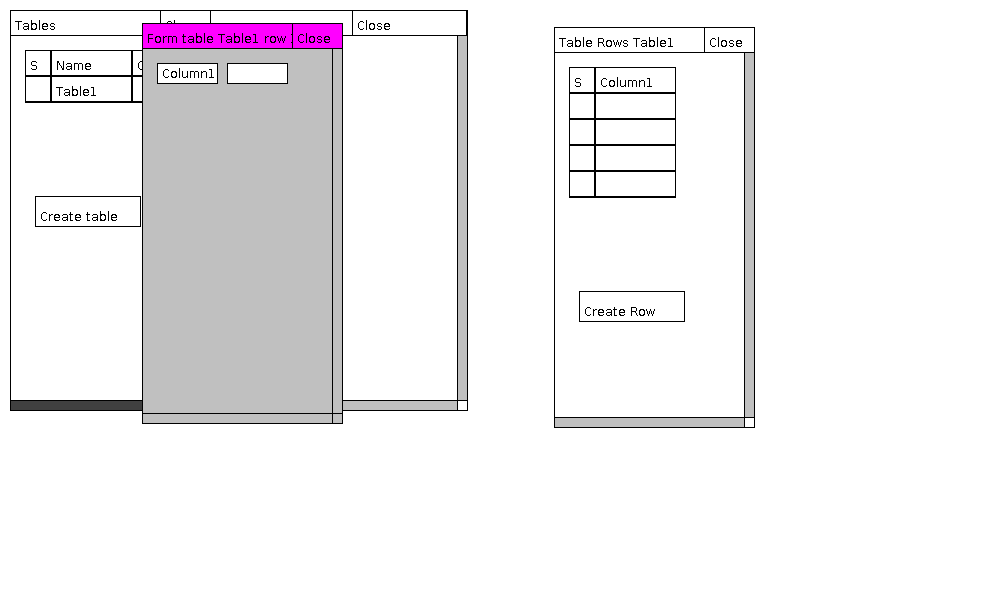 Tables
Close
S Name
Table1
Create table
Form table Table1 row Close
Column1
Table Rows Table1 Close
S Column1
Create Row